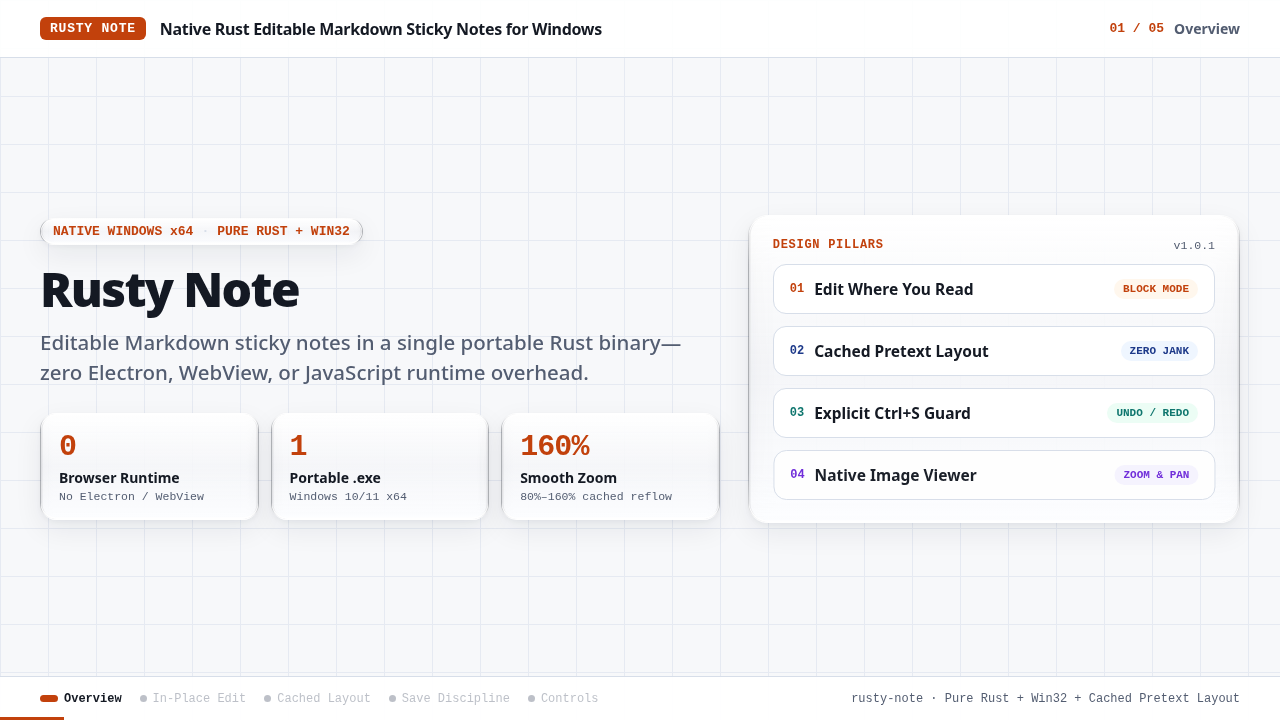 RUSTY NOTE Native Rust Editable Markdown Sticky Notes for Windows
01 / 05 Overview
NATIVE WINDOWS x64 · PURE RUST + WIN32
Rusty Note
Editable Markdown sticky notes in a single portable Rust binary—
zero Electron, WebView, or JavaScript runtime overhead.
0
Browser Runtime
No Electron / WebView
1
Portable .exe
Windows 10/11 x64
160%
Smooth Zoom
80%–160% cached reflow
DESIGN PILLARS v1.0.1
01 Edit Where You Read BLOCK MODE
02 Cached Pretext Layout ZERO JANK
03 Explicit Ctrl+S Guard UNDO / REDO
04 Native Image Viewer ZOOM & PAN
Overview In-Place Edit Cached Layout Save Discipline Controls
rusty-note · Pure Rust + Win32 + Cached Pretext Layout